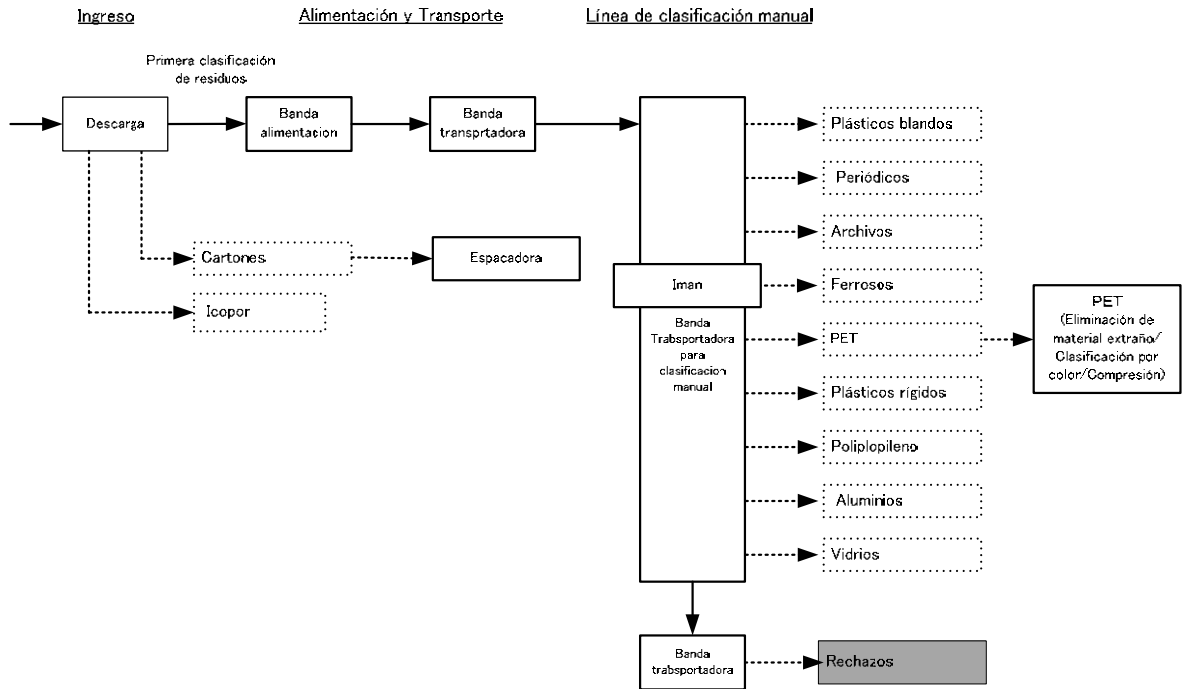 Ingreso
Alimentación y Transporte
Línea de clasificación manual
Primera clasificación
de residuos
Descarga
Banda
alimentacion
Banda
transprtadora
Plásticos blandos
Periódicos
Archivos
Cartones
Espacadora
Icopor
Iman
Ferrosos
Banda
Trabsportadora
para
clasificacion
manual
PET
PET
(Eliminación de
material extraño/
Clasificación por
color/Compresión)
Plásticos rígidos
Poliplopileno
Aluminios
Vidrios
Banda
trabsportadora
Rechazos